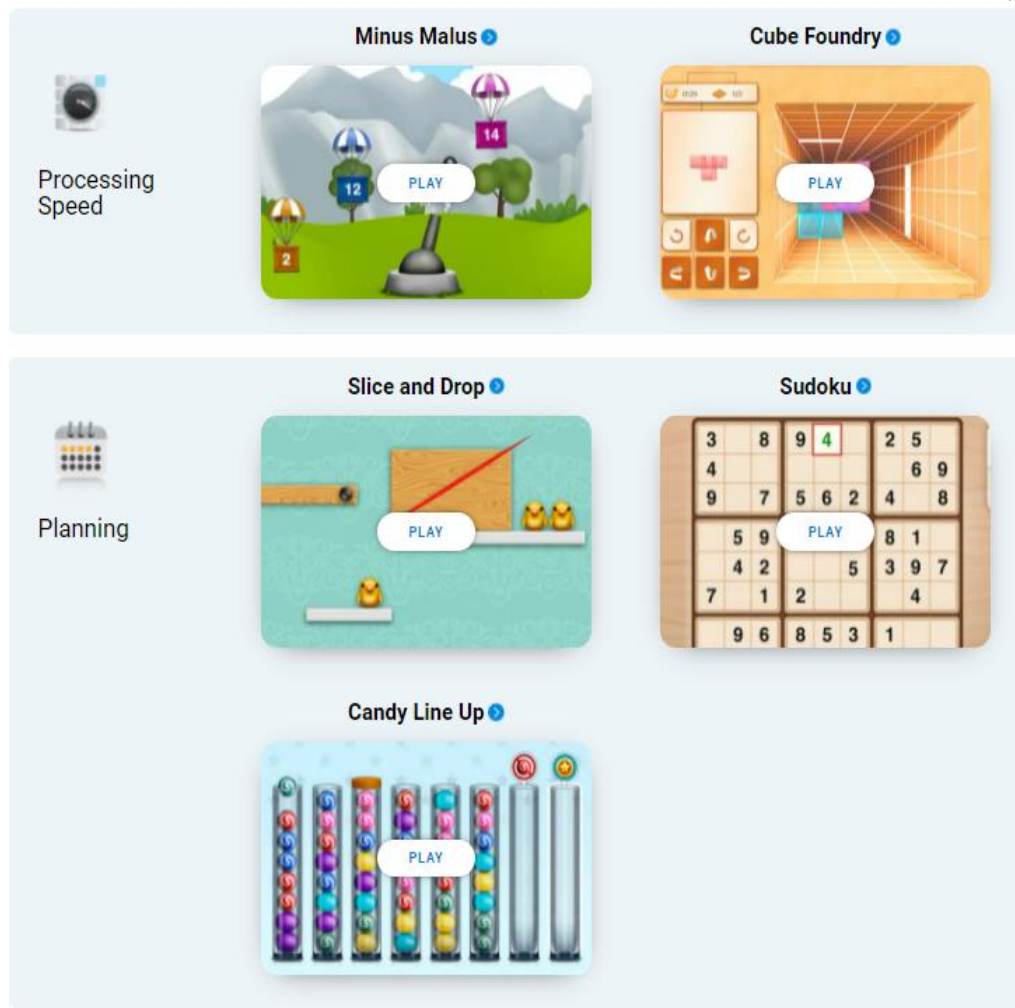 Minus Malus
Cube Foundry
Processing
Speed
14
12
2
PLAY
PLAY
Slice and Drop
Sudoku
Planning
PLAY
3 8 9 4 2 5
4 6 9
9 7 5 6 2 4 8
5 9 8 1
PLAY
4 2 5 3 9 7
7 1 2 4
9 6 8 5 3 1
Candy Line Up
PLAY